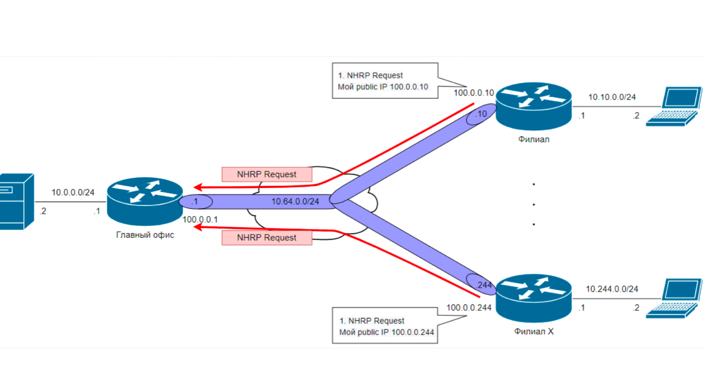 1. NHRP Request
Мой public IP 100.0.0.10
100.0.0.10
10.10.0.0/24
.10
.1
.2
Филиал
NHRP Request
10.0.0.0/24
.1
10.64.0.0/24
.2
.1
100.0.0.1
Главный офис
NHRP Request
.244
10.244.0.0/24
100.0.0.244
.1
.2
1. NHRP Request
Мой public IP 100.0.0.244
Филиал X